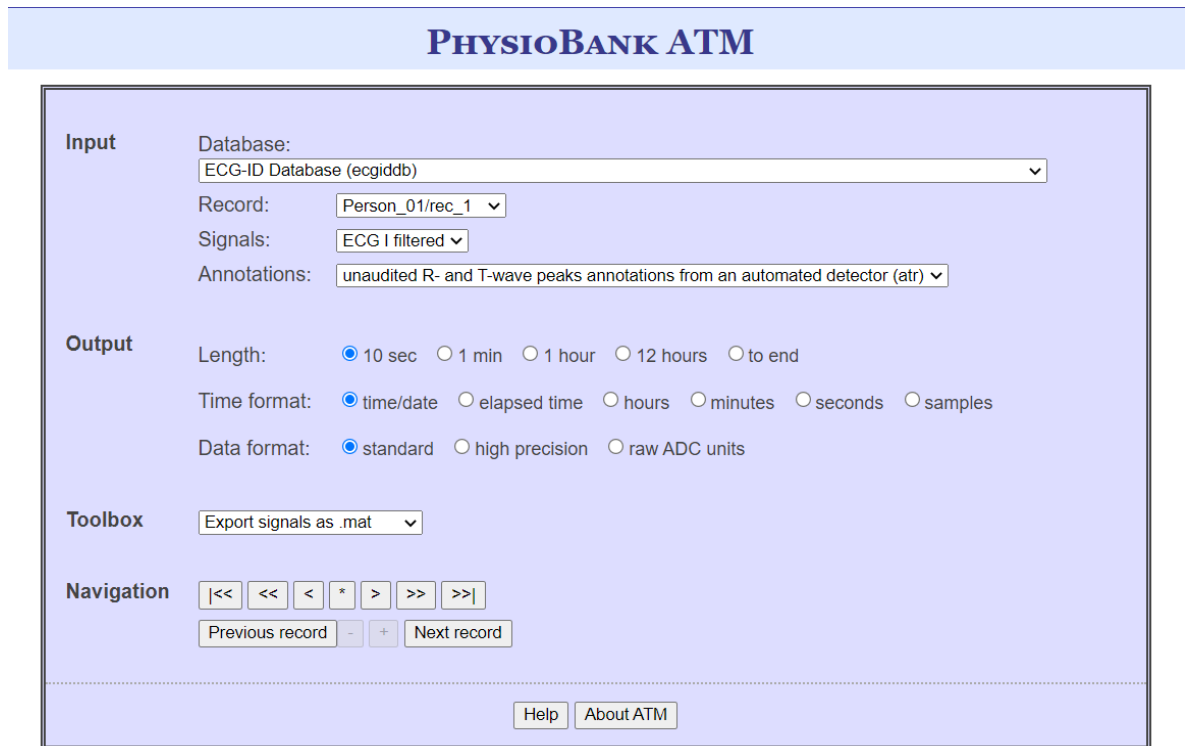 PHYSIOBANK ATM
Input
Database:
ECG-ID Database (ecgiddb)
Record: Person_01/rec_1
Signals: ECG I filtered
Annotations: unaudited R- and T-wave peaks annotations from an automated detector (atr)
Output
Length: 10 sec 1 min 1 hour 12 hours to end
Time format: time/date elapsed time hours minutes seconds samples
Data format: standard high precision raw ADC units
Toolbox Export signals as .mat
Navigation |<< << < * > >> >>|
Previous record - + Next record
Help About ATM